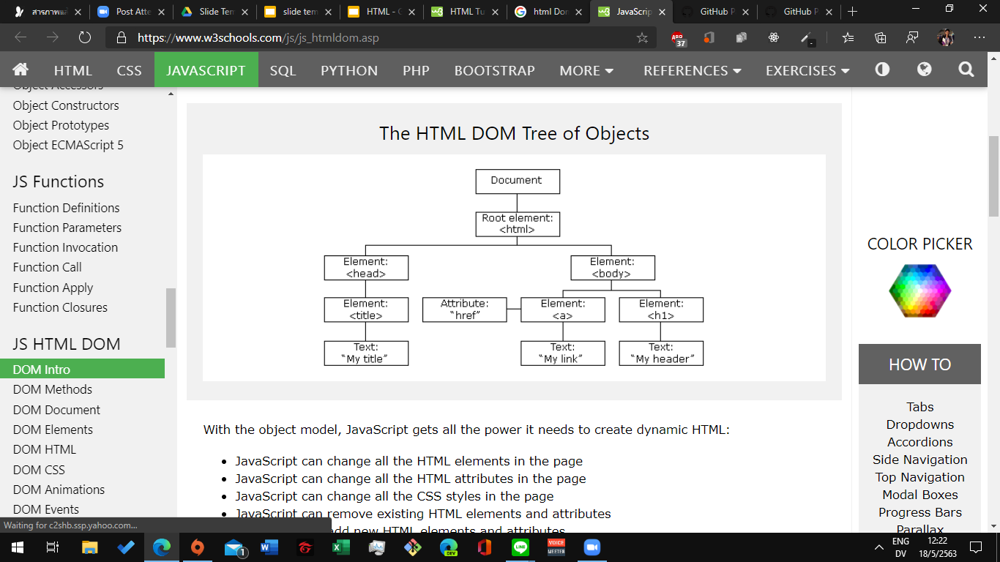 สารภาพแล้
Post Atte
Slide Ten
slide tem
HTML - C
HTML Tu
html Dor
JavaScrip
GitHub P
GitHub P
https://www.w3schools.com/js/js_htmldom.asp
ABD
37
HTML CSS JAVASCRIPT SQL PYTHON PHP BOOTSTRAP MORE REFERENCES EXERCISES
Object Accessors
Object Constructors
Object Prototypes
Object ECMAScript 5
JS Functions
Function Definitions
Function Parameters
Function Invocation
Function Call
Function Apply
Function Closures
JS HTML DOM
DOM Intro
DOM Methods
DOM Document
DOM Elements
DOM HTML
DOM CSS
DOM Animations
DOM Events
The HTML DOM Tree of Objects
Document
Root element:
<html>
Element:
<head>
Element:
<body>
Element:
<title>
Attribute:
“href”
Element:
<a>
Element:
<h1>
Text:
“My title”
Text:
“My link”
Text:
“My header”
With the object model, JavaScript gets all the power it needs to create dynamic HTML:
JavaScript can change all the HTML elements in the page
JavaScript can change all the HTML attributes in the page
JavaScript can change all the CSS styles in the page
JavaScript can remove existing HTML elements and attributes
add new HTML elements and attributes
COLOR PICKER
HOW TO
Tabs
Dropdowns
Accordions
Side Navigation
Top Navigation
Modal Boxes
Progress Bars
Parallax
Waiting for c2shb.ssp.yahoo.com...
1
DEV
LINE
VOICE
MEETER
ENG
DV
12:22
18/5/2563